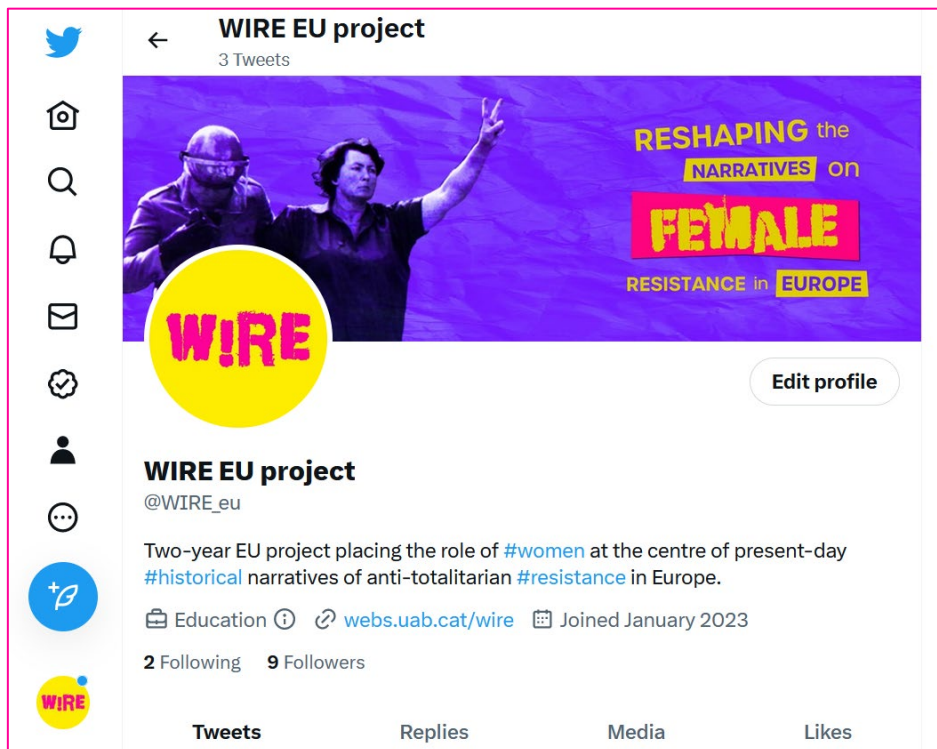 WIRE EU project
3 Tweets
RESHAPING the
NARRATIVES on
FEMALE
RESISTANCE in EUROPE
W!RE
Edit profile
WIRE EU project
@WIRE_eu
Two-year EU project placing the role of #women at the centre of present-day
#historical narratives of anti-totalitarian #resistance in Europe.
Education webs.uab.cat/wire Joined January 2023
2 Following 9 Followers
W!RE
Tweets Replies Media Likes